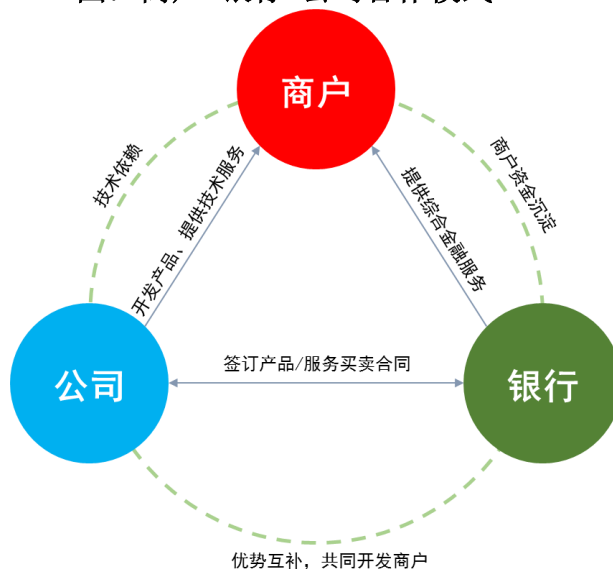 商户
技术依赖
开发产品、提供技术服务
提供综合金融服务
商户资金沉淀
公司
签订产品/服务买卖合同
银行
优势互补，共同开发商户